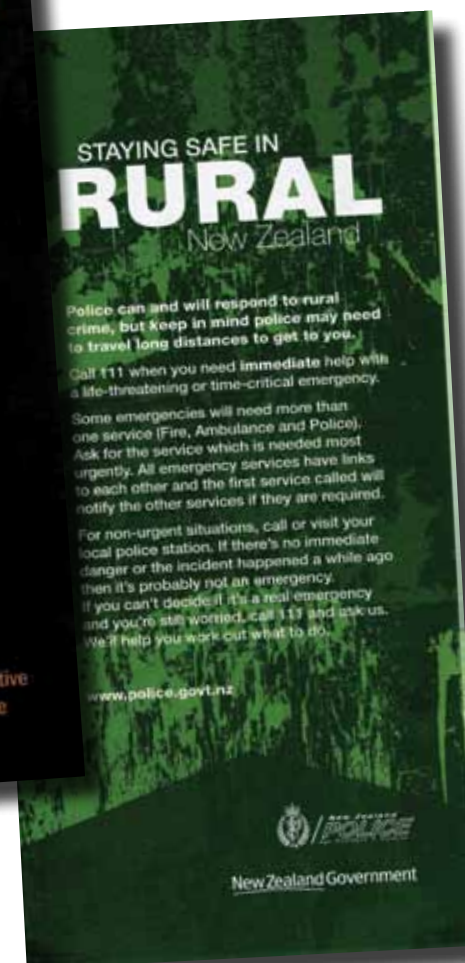 STAYING SAFE IN
RURAL
New Zealand
Police can and will respond to rural
crime, but keep in mind police may need
to travel long distances to get to you.
Call 111 when you need immediate help with
a life-threatening or time-critical emergency.
Some emergencies will need more than
one service (Fire, Ambulance and Police).
Ask for the service which is needed most
urgently. All emergency services have links
to each other and the first service called will
notify the other services if they are required.
For non-urgent situations, call or visit your
local police station. If there's no immediate
danger or the incident happened a while ago
then it's probably not an emergency.
If you can't decide if it's a real emergency
and you're still worried, call 111 and ask us.
We'll help you work out what to do.
www.police.govt.nz
tive
e
New Zealand
POLICE
New Zealand Government